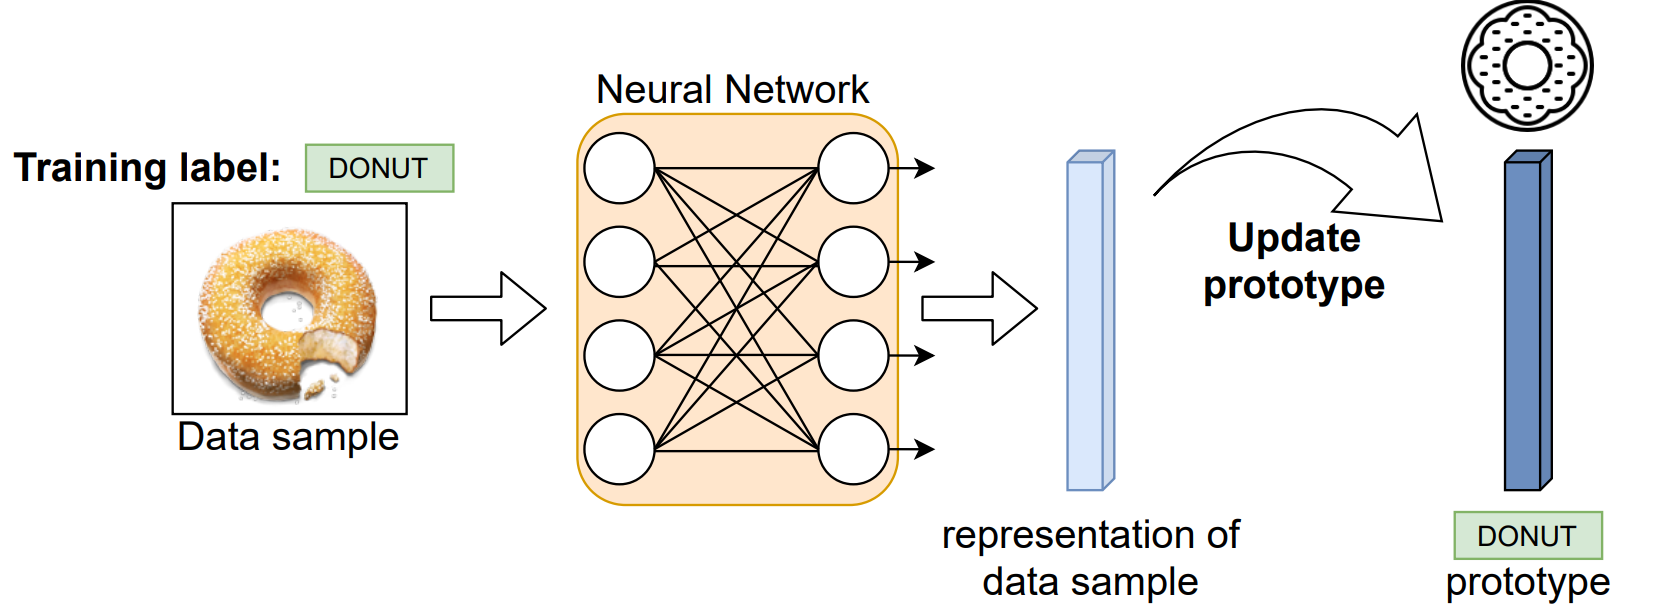 Neural Network
Training label: DONUT
Data sample
Update
prototype
representation of
data sample
DONUT
prototype